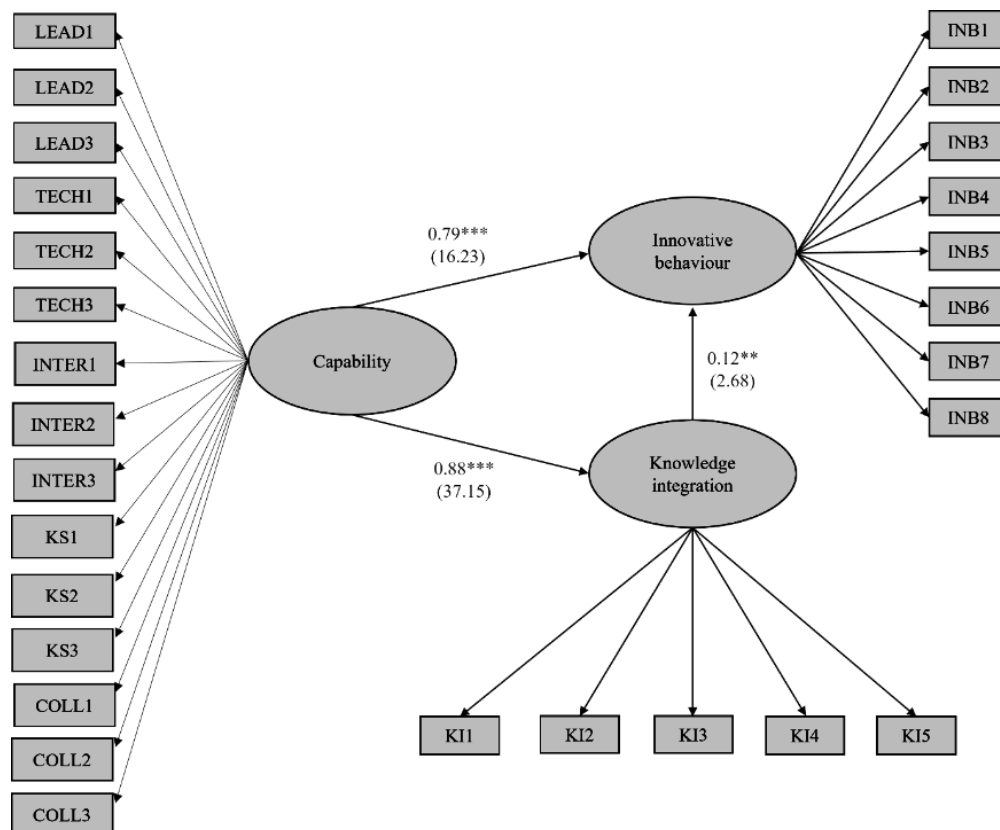 LEAD1
LEAD2
LEAD3
TECH1
TECH2
TECH3
INTER1
INTER2
INTER3
KS1
KS2
KS3
COLL1
COLL2
COLL3
Capability
0.79***
(16.23)
0.88***
(37.15)
Innovative
behaviour
0.12**
(2.68)
Knowledge
integration
INB1
INB2
INB3
INB4
INB5
INB6
INB7
INB8
KI1
KI2
KI3
KI4
KI5